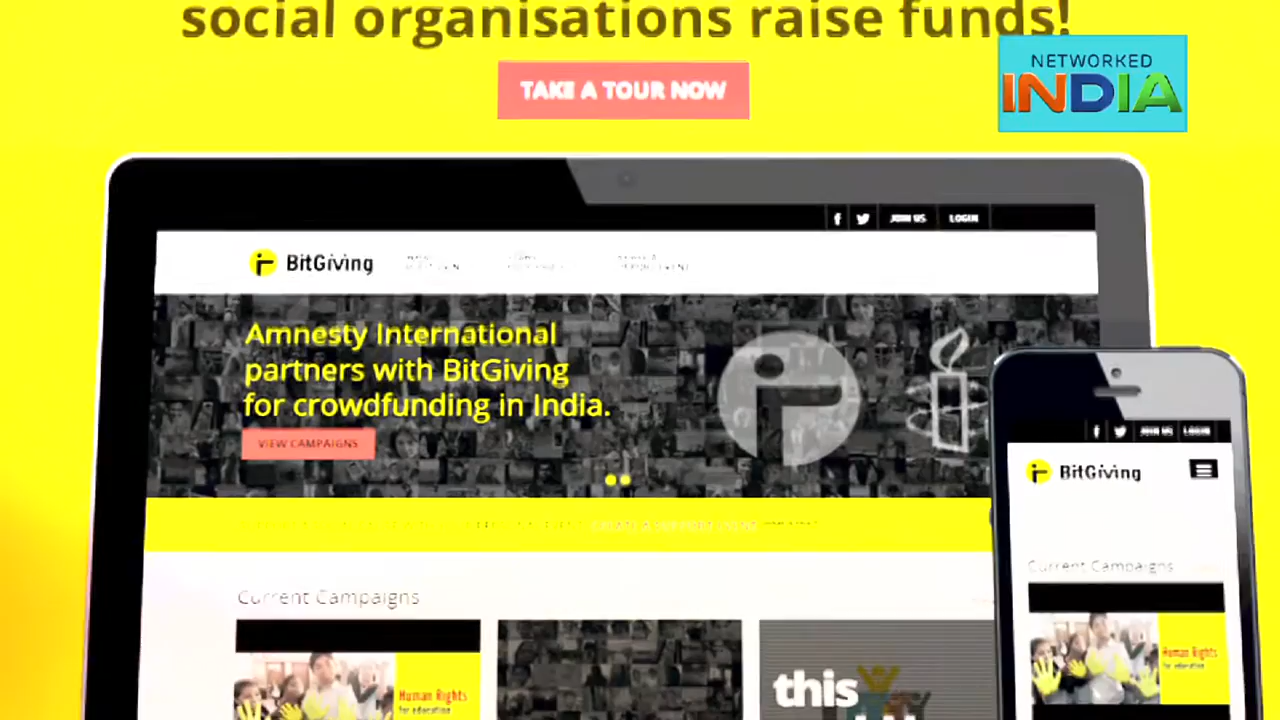 social organisations raise funds!
NETWORKED
INDIA
TAKE A TOUR NOW
JOIN US
LOGIN
BitGiving
Amnesty International
partners with BitGiving
for crowdfunding in India.
VIEW CAMPAIGNS
JOIN US
LOGIN
BitGiving
Current Campaigns
Current Campaigns
Human Rights
for education
Human Rights
for education
this